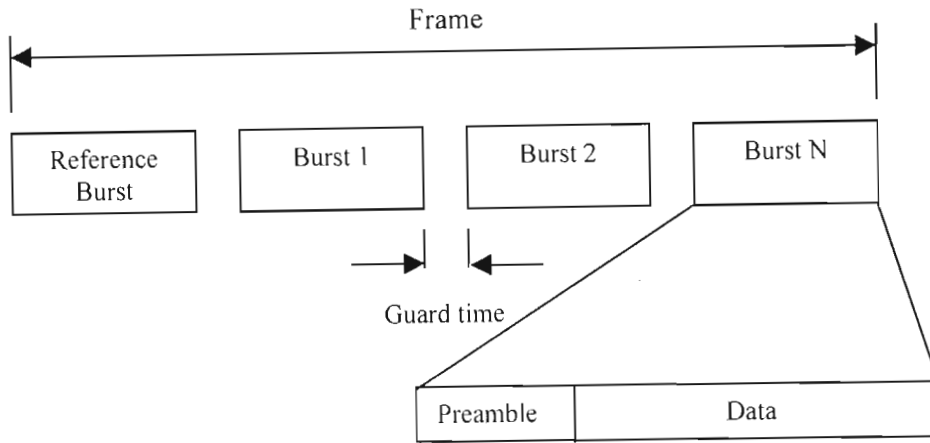 Frame
Reference
Burst
Burst 1
Burst 2
Burst N
Guard time
Preamble
Data